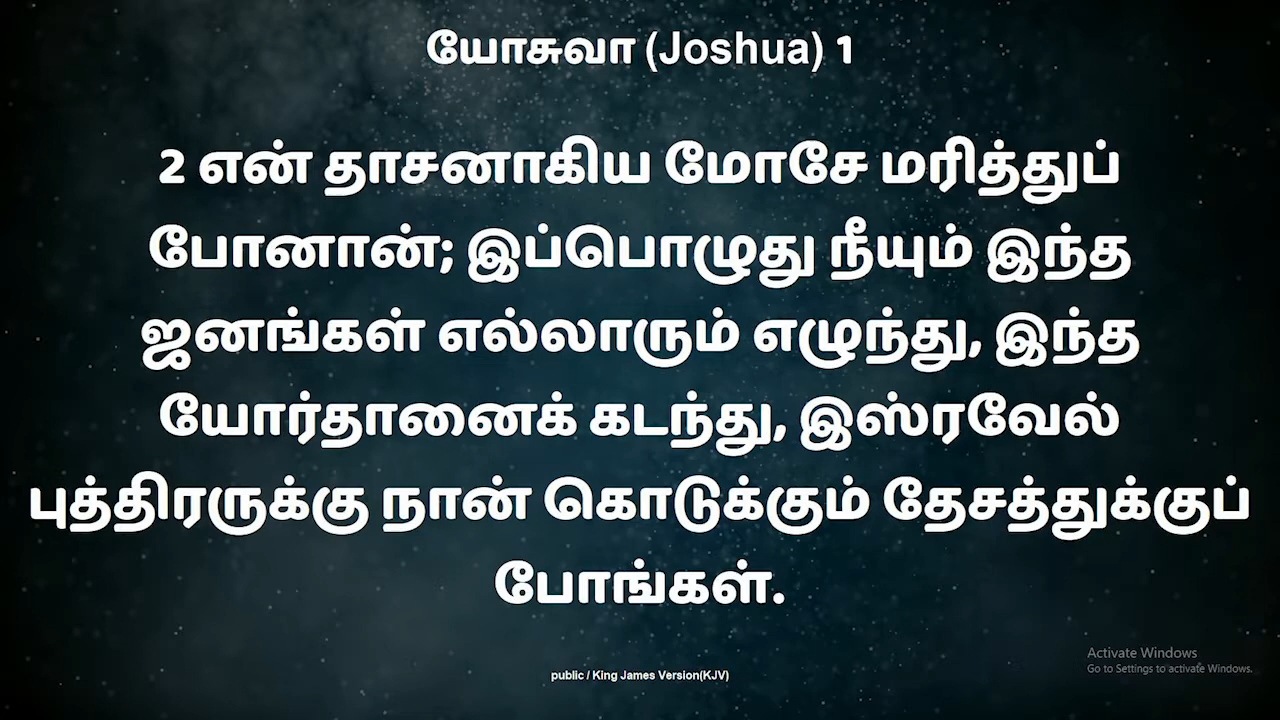 யோசுவா (Joshua) 1
2 என் தாசனாகிய மோசே மரித்துப்
போனான்; இப்பொழுது நீயும் இந்த
ஜனங்கள் எல்லாரும் எழுந்து, இந்த
யோர்தானைக் கடந்து, இஸ்ரவேல்
புத்திரருக்கு நான் கொடுக்கும் தேசத்துக்குப்
போங்கள்.
Activate Windows
Go to Settings to activate Windows.
public / King James Version(KJV)